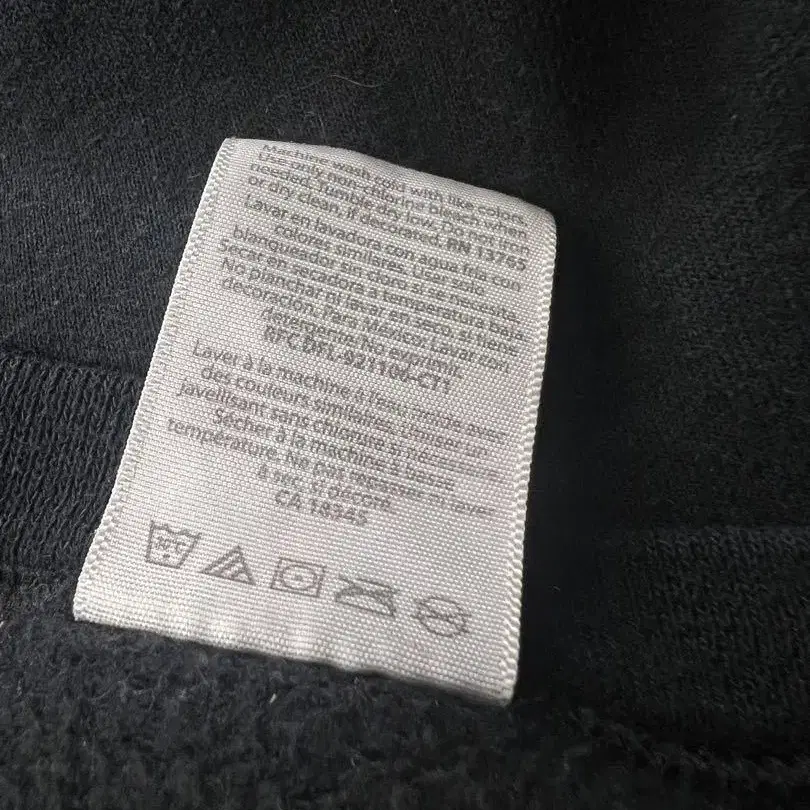 Machine wash cold with like colors.
Use only non-chlorine bleach when
needed. Tumble dry low. Do not iron
or dry clean, if decorated. RN 13765
Lavar en lavadora con agua fría con
colores similares. Usar solo
blanqueador sin cloro si se necesita.
Secar en secadora a temperatura baja.
No planchar ni lavar en seco, si tiene
decoración. Para México: Lavar con
detergente. No exprimir.
RFC DFL-921104-CT1
Laver à la machine à l'eau froide avec
des couleurs similaires. Utiliser un
javellisant sans chlorure si nécessaire.
Sécher à la machine à basse
température. Ne pas repasser ni laver
à sec, si décoré.
CA 18345
30°C